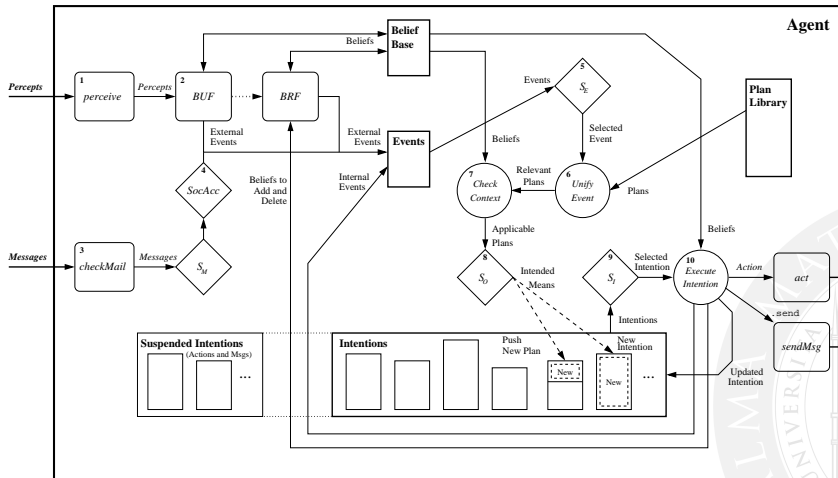 Agent
Belief
Base
Beliefs
Percepts
1
perceive
Percepts
2
BUF
BRF
5
S_E
Events
Plan
Library
External
Events
External
Events
Events
Beliefs
Selected
Event
4
SocAcc
Beliefs to
Add and
Delete
Internal
Events
7
Check
Context
Relevant
Plans
6
Unify
Event
Plans
Messages
3
checkMail
Messages
S_M
Applicable
Plans
8
S_O
Intended
Means
9
S_I
Selected
Intention
Beliefs
10
Execute
Intention
Action
act
.send
sendMsg
Suspended Intentions
(Actions and Msgs)
...
Intentions
Push
New Plan
Intentions
New
Intention
New
New
...
Updated
Intention
ALMA MAT
UNIVERSITA